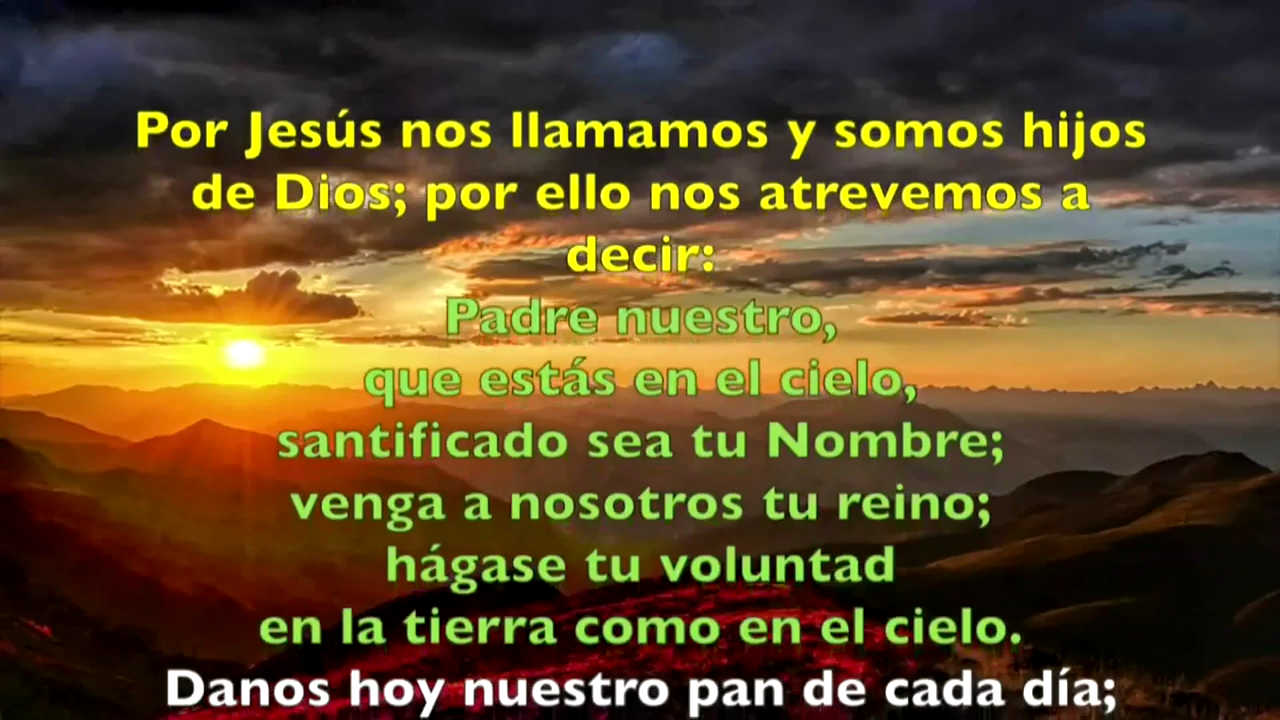 Por Jesús nos llamamos y somos hijos
de Dios; por ello nos atrevemos a
decir:
Padre nuestro,
que estás en el cielo,
santificado sea tu Nombre;
venga a nosotros tu reino;
hágase tu voluntad
en la tierra como en el cielo.
Danos hoy nuestro pan de cada día;